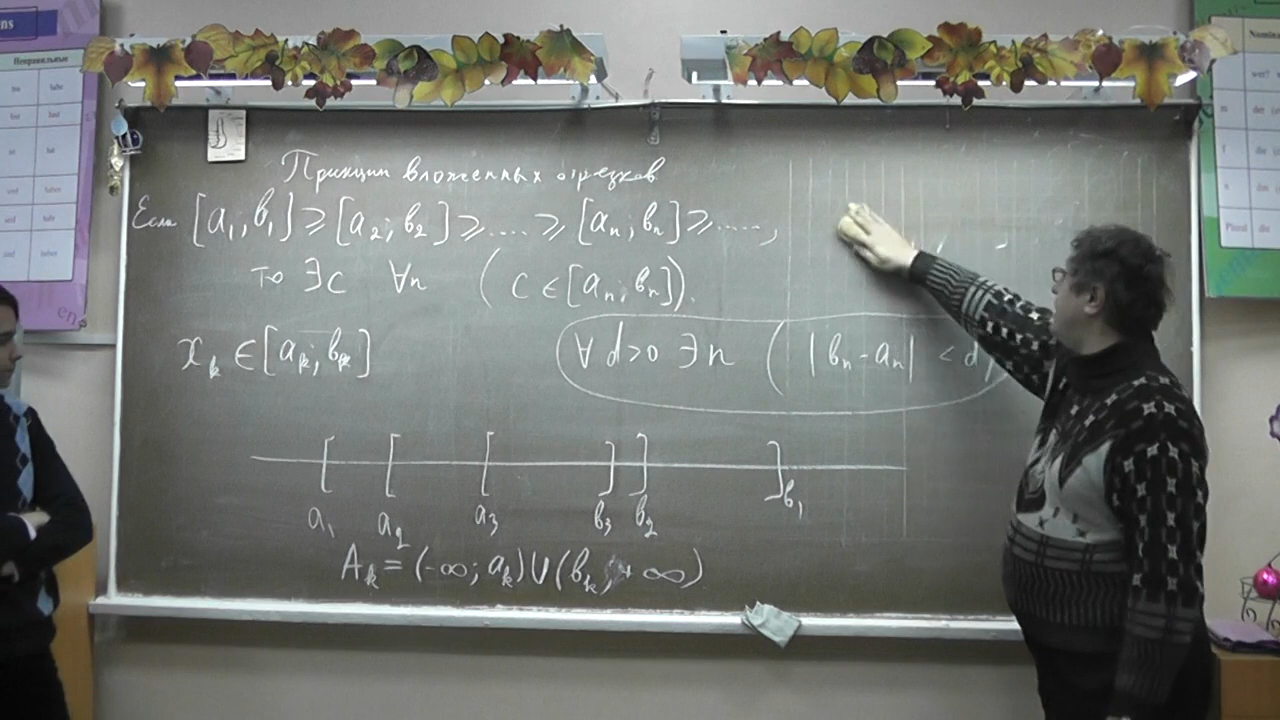 Принцип вложенных отрезков
Если [a₁; b₁] ⩾ [a₂; b₂] ⩾ .... ⩾ [aₙ; bₙ] ⩾ ....,
то ∃c ∀n (c ∈ [aₙ; bₙ]).
xₖ ∈ [aₖ; bₖ]
∀d>0 ∃n (|bₙ - aₙ| < d)
a₁ a₂ a₃ b₃ b₂ b₁
Aₖ = (-∞; aₖ) ∪ (bₖ; +∞)
Неправильные